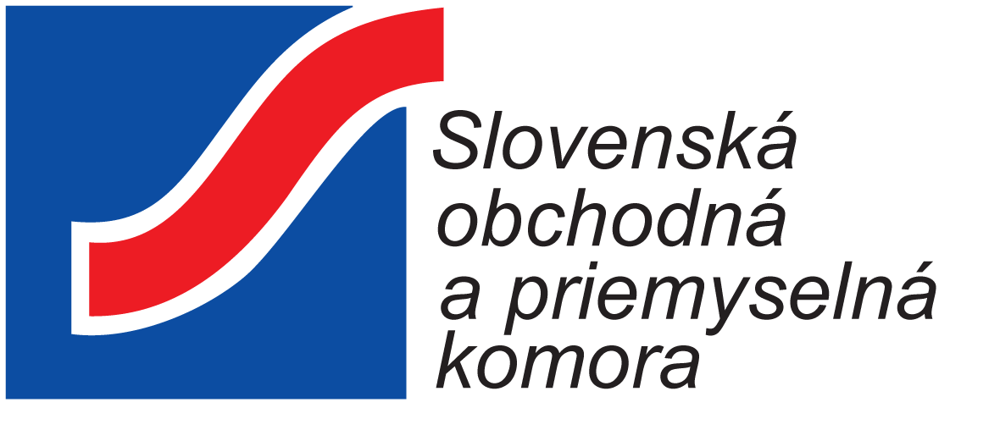 Slovenská
obchodná
a priemyselná
komora